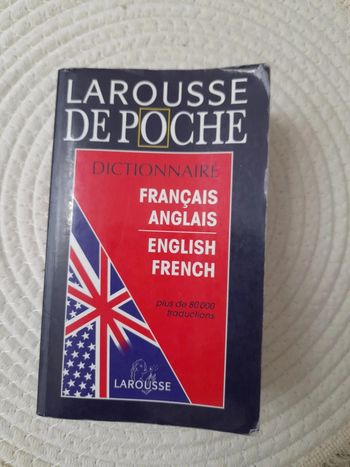 LAROUSSE
DE POCHE
DICTIONNAIRE
FRANÇAIS
ANGLAIS
ENGLISH
FRENCH
plus de 80 000
traductions
LAROUSSE